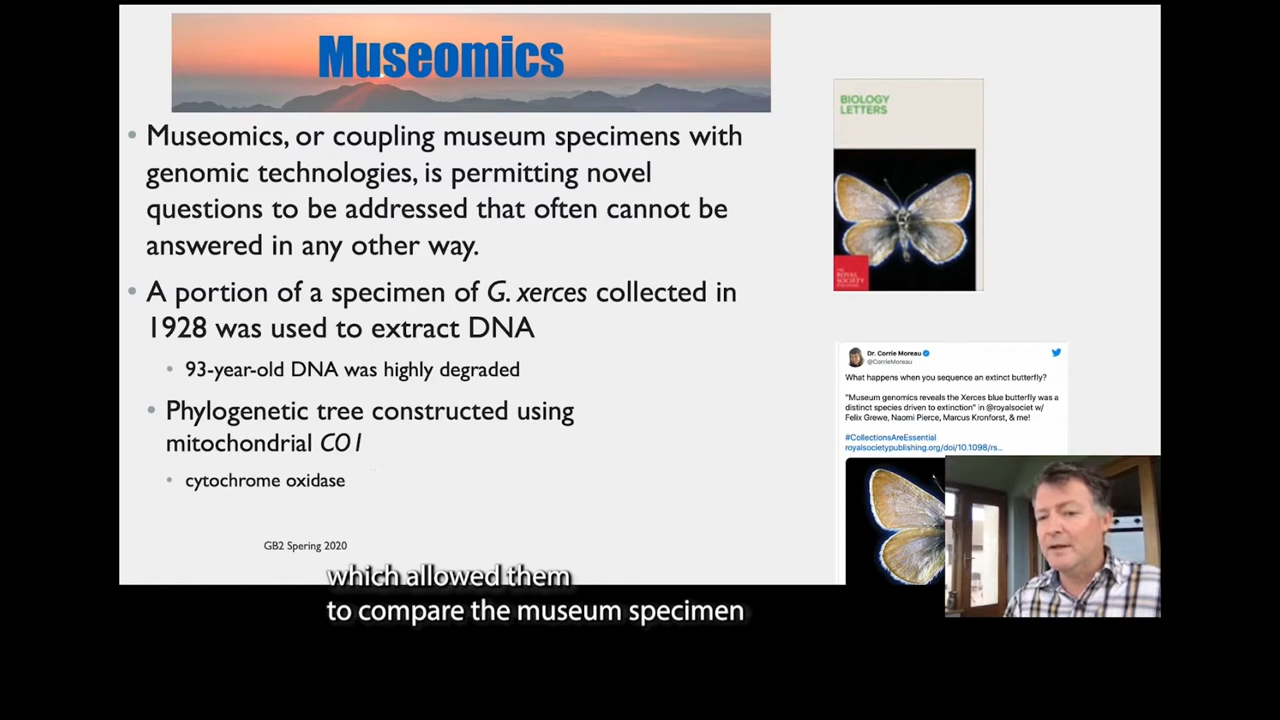 Museomics
• Museomics, or coupling museum specimens with
genomic technologies, is permitting novel
questions to be addressed that often cannot be
answered in any other way.
• A portion of a specimen of G. xerces collected in
1928 was used to extract DNA
• 93-year-old DNA was highly degraded
• Phylogenetic tree constructed using
mitochondrial CO1
• cytochrome oxidase
GB2 Spering 2020
BIOLOGY
LETTERS
THE
ROYAL
SOCIETY
PUBLISHING
Dr. Corrie Moreau
@CorrieMoreau
What happens when you sequence an extinct butterfly?
"Museum genomics reveals the Xerces blue butterfly was a
distinct species driven to extinction" in @royalsociet w/
Felix Grewe, Naomi Pierce, Marcus Kronforst, & me!
#CollectionsAreEssential
royalsocietypublishing.org/doi/10.1098/rs...
which allowed them
to compare the museum specimen